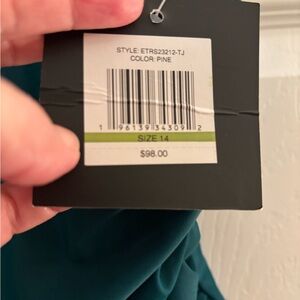 STYLE: ETRS23212-TJ
COLOR: PINE
1 96139 34309 2
SIZE 14
$98.00